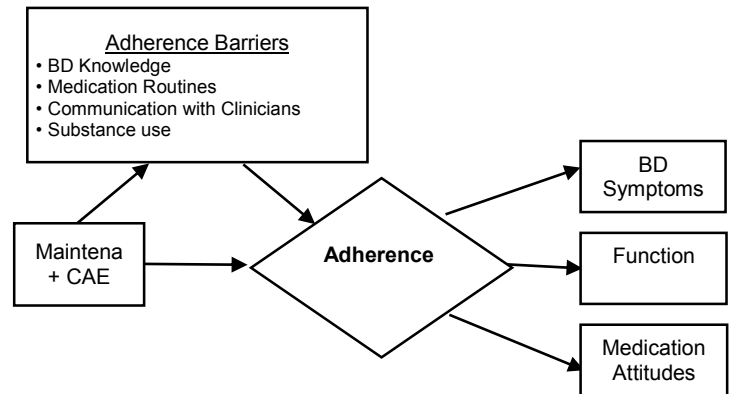 Adherence Barriers
• BD Knowledge
• Medication Routines
• Communication with Clinicians
• Substance use
BD
Symptoms
Maintena
+ CAE
Adherence
Function
Medication
Attitudes